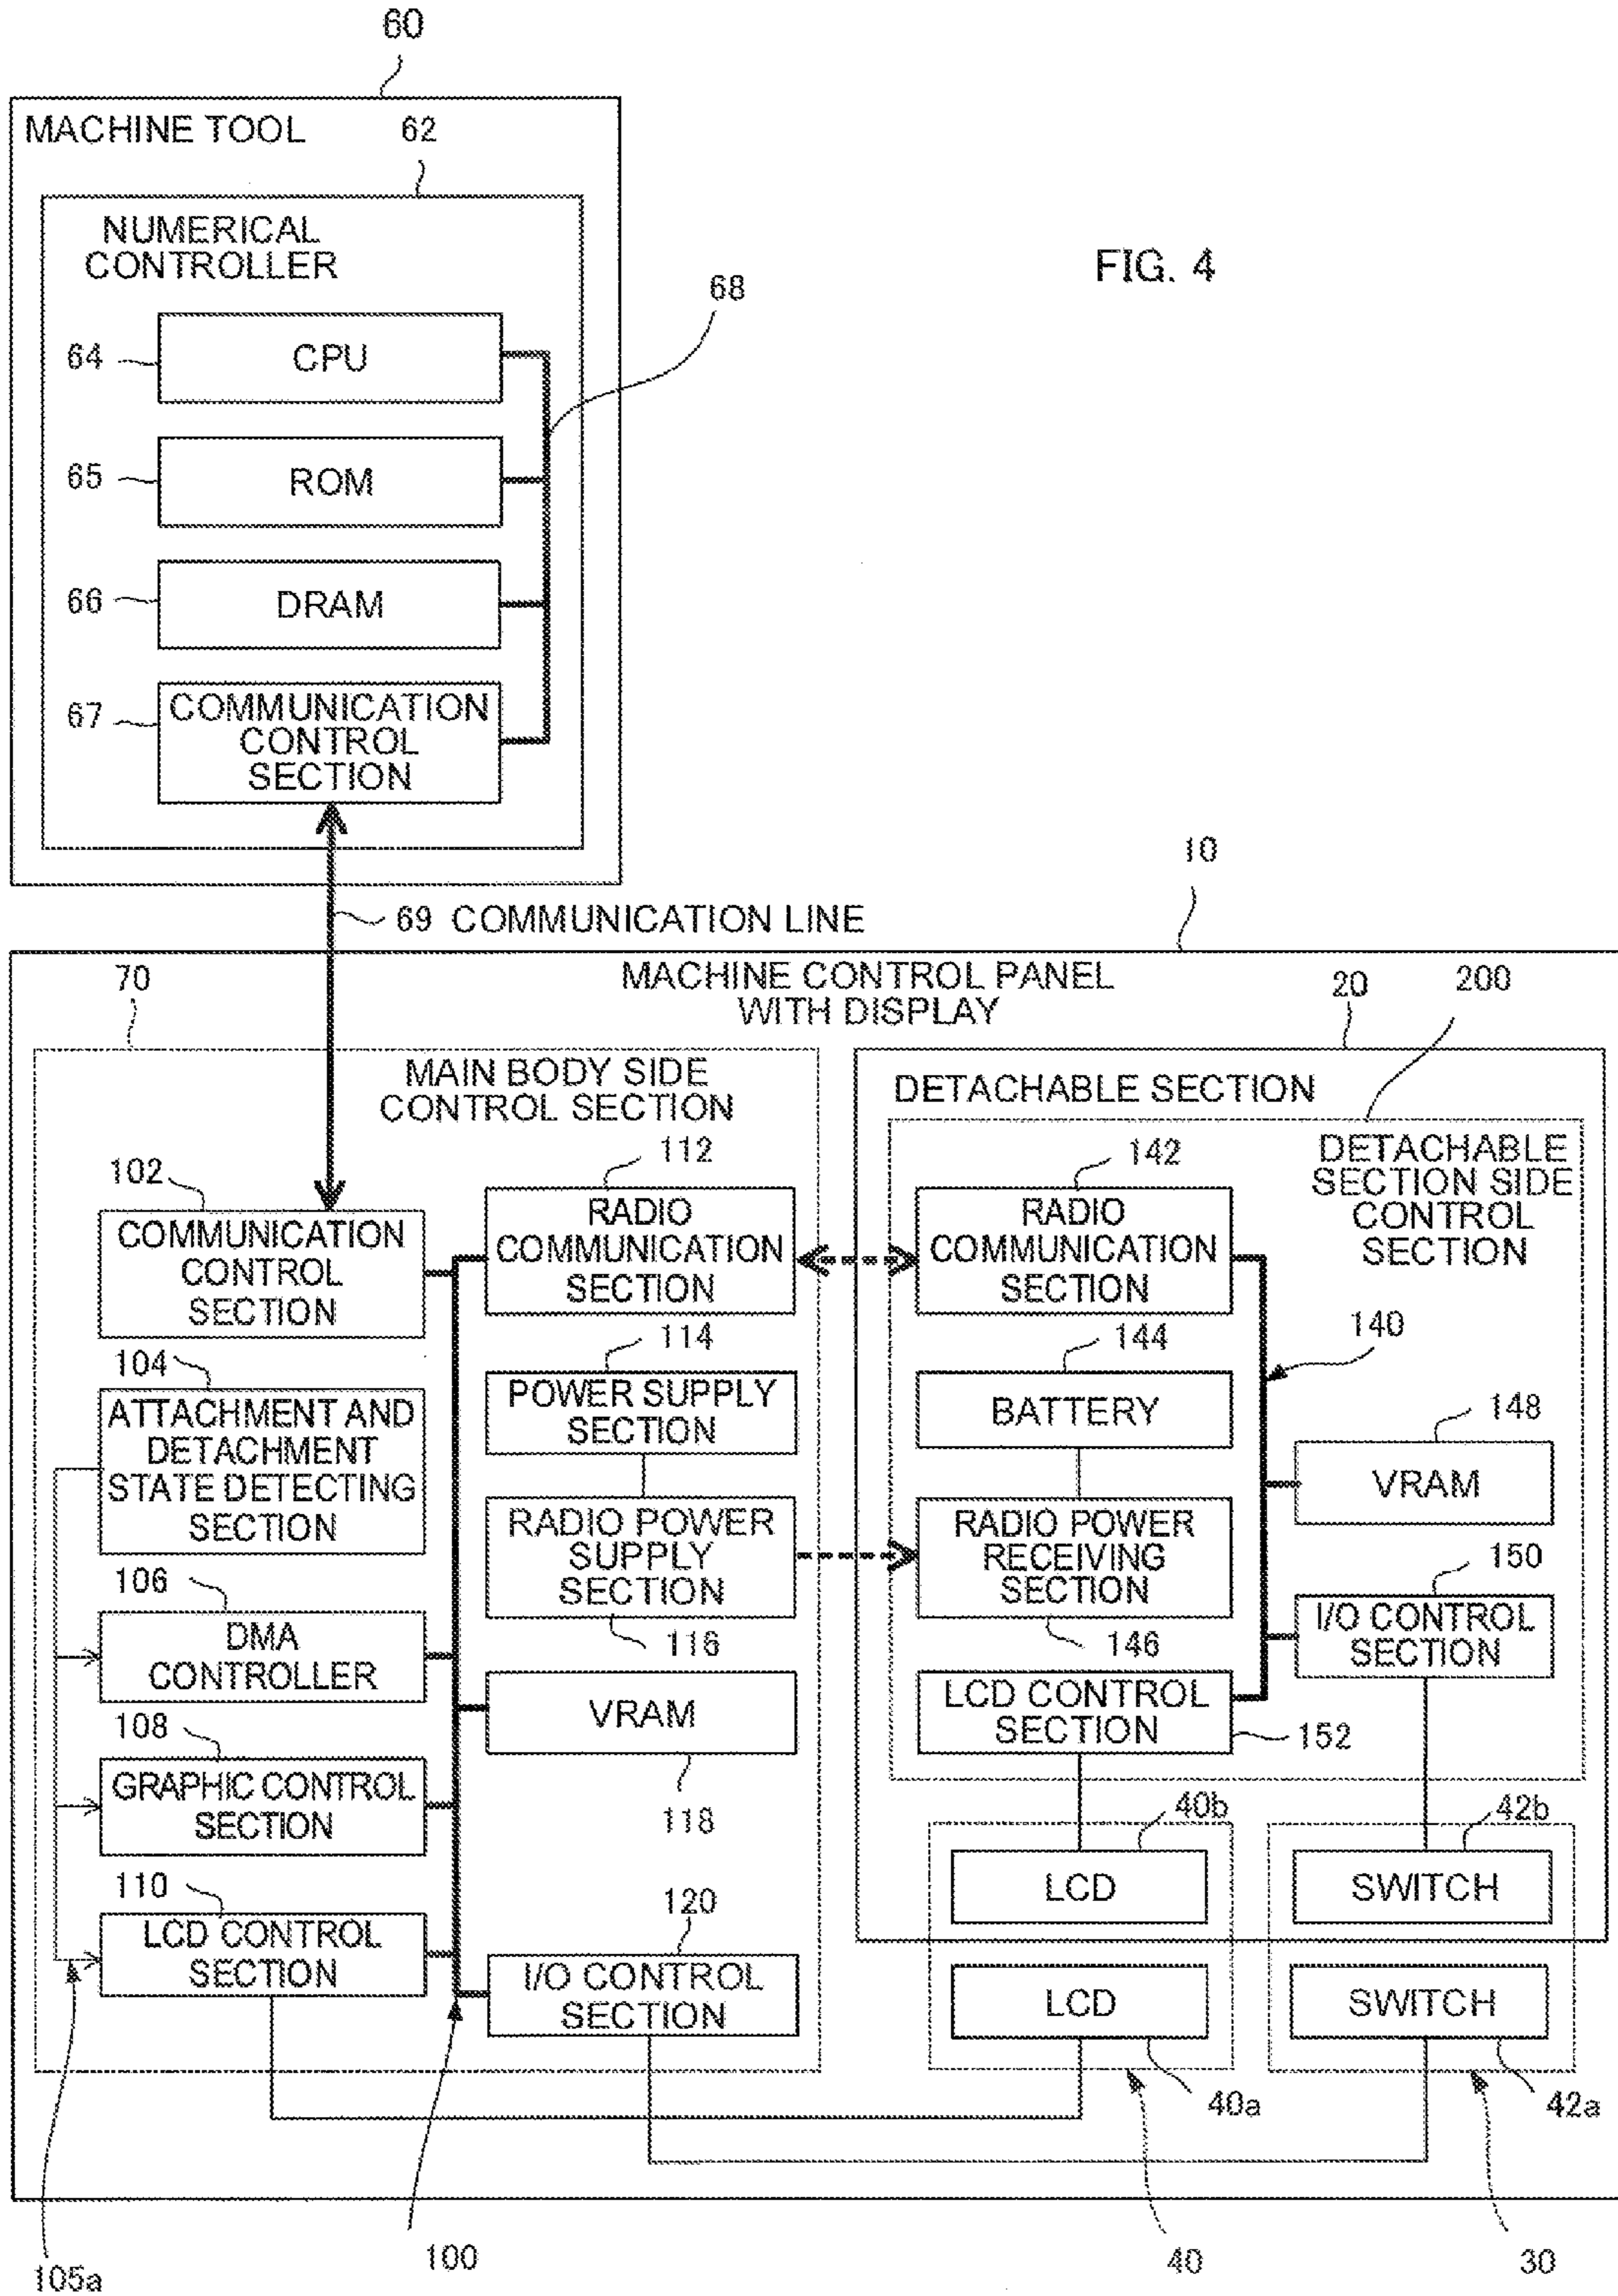 60
MACHINE TOOL
62
NUMERICAL
CONTROLLER
FIG. 4
68
64
CPU
65
ROM
66
DRAM
67
COMMUNICATION
CONTROL
SECTION
10
69 COMMUNICATION LINE
70
MACHINE CONTROL PANEL
WITH DISPLAY
20
200
MAIN BODY SIDE
CONTROL SECTION
DETACHABLE SECTION
102
COMMUNICATION
CONTROL
SECTION
112
RADIO
COMMUNICATION
SECTION
142
RADIO
COMMUNICATION
SECTION
DETACHABLE
SECTION SIDE
CONTROL
SECTION
104
ATTACHMENT AND
DETACHMENT
STATE DETECTING
SECTION
114
POWER SUPPLY
SECTION
144
BATTERY
140
148
VRAM
RADIO POWER
SUPPLY
SECTION
116
RADIO POWER
RECEIVING
SECTION
146
150
I/O CONTROL
SECTION
106
DMA
CONTROLLER
VRAM
118
LCD CONTROL
SECTION
152
108
GRAPHIC CONTROL
SECTION
40b
LCD
42b
SWITCH
110
LCD CONTROL
SECTION
120
I/O CONTROL
SECTION
LCD
40a
SWITCH
42a
105a
100
40
30